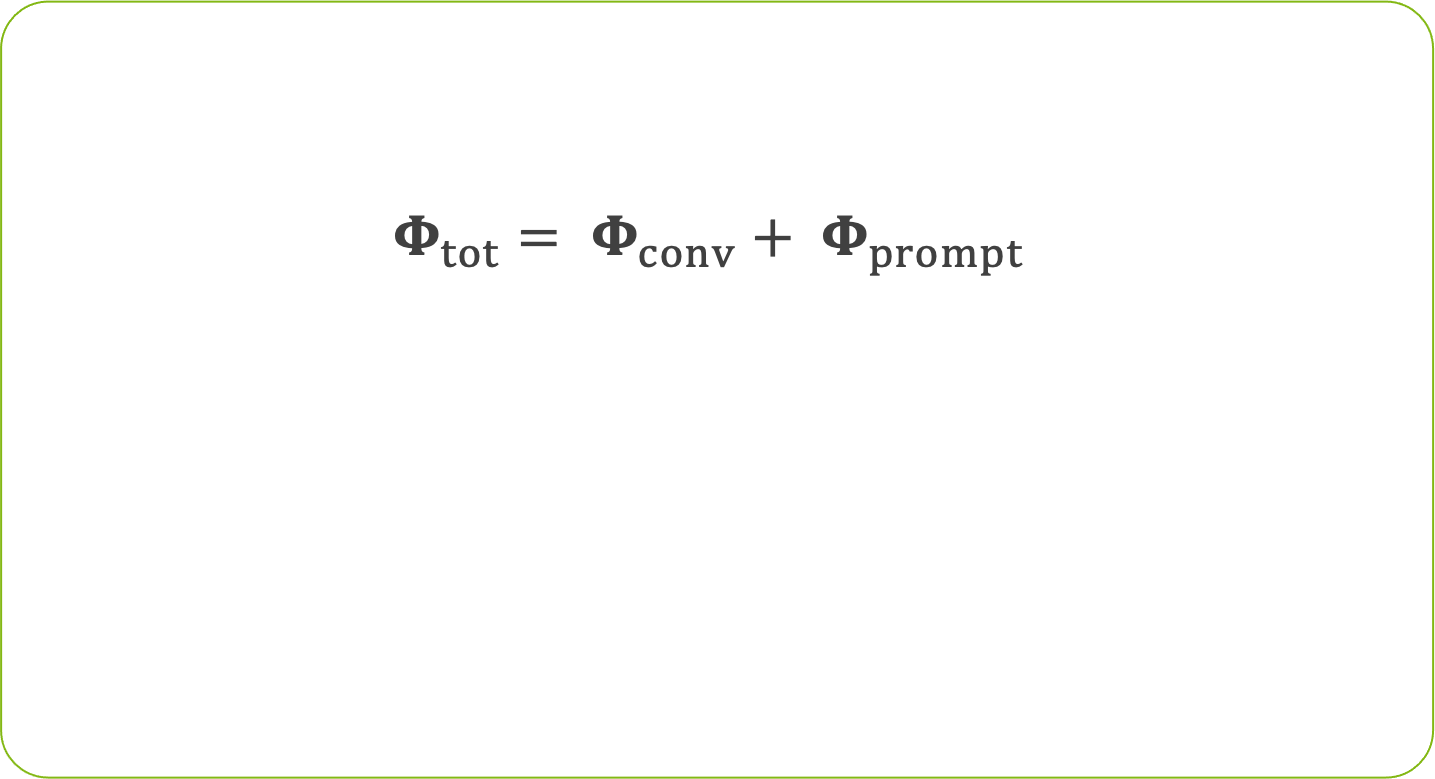 𝚽tot = 𝚽conv + 𝚽prompt